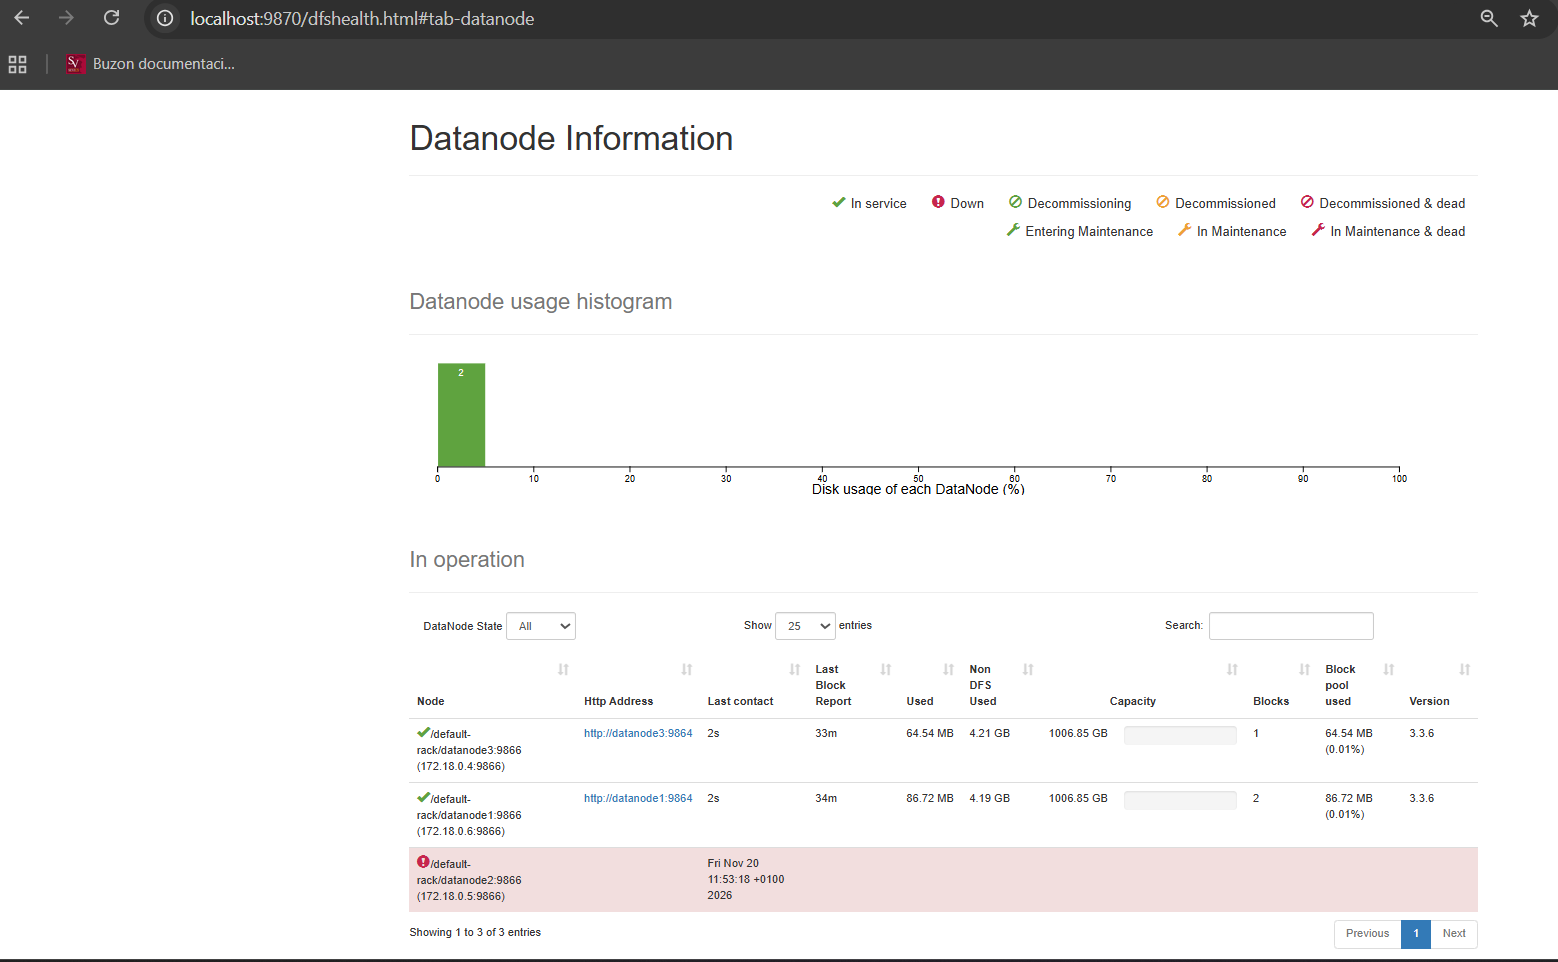 localhost:9870/dfshealth.html#tab-datanode
Buzon documentaci...
Datanode Information
In service Down Decommissioning Decommissioned Decommissioned & dead
Entering Maintenance In Maintenance In Maintenance & dead
Datanode usage histogram
2
0 10 20 30 40 50 60 70 80 90 100
Disk usage of each DataNode (%)
In operation
DataNode State All Show 25 entries Search:
Node Http Address Last contact Last Block Report Used Non DFS Used Capacity Blocks Block pool used Version
/default-rack/datanode3:9866 (172.18.0.4:9866) http://datanode3:9864 2s 33m 64.54 MB 4.21 GB 1006.85 GB 1 64.54 MB (0.01%) 3.3.6
/default-rack/datanode1:9866 (172.18.0.6:9866) http://datanode1:9864 2s 34m 86.72 MB 4.19 GB 1006.85 GB 2 86.72 MB (0.01%) 3.3.6
/default-rack/datanode2:9866 (172.18.0.5:9866) Fri Nov 20 11:53:18 +0100 2026
Showing 1 to 3 of 3 entries Previous 1 Next